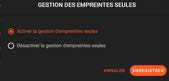 GESTION DES EMPREINTES SEULES
Activer la gestion d'empreintes seules
Désactiver la gestion d'empreintes seules
ANNULER
ENREGISTRER